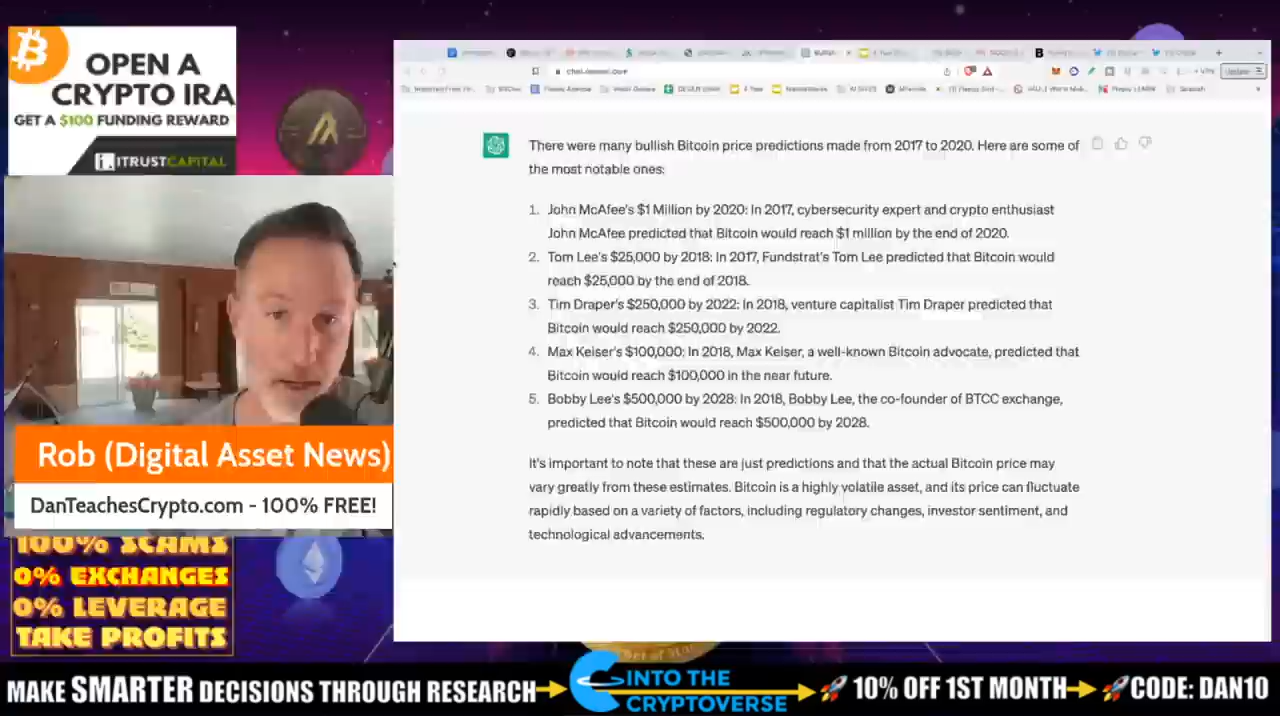 OPEN A
CRYPTO IRA
GET A $100 FUNDING REWARD
ITRUSTCAPITAL
Rob (Digital Asset News)
DanTeachesCrypto.com - 100% FREE!
100% SCAMS
0% EXCHANGES
0% LEVERAGE
TAKE PROFITS
There were many bullish Bitcoin price predictions made from 2017 to 2020. Here are some of
the most notable ones:
1. John McAfee's $1 Million by 2020: In 2017, cybersecurity expert and crypto enthusiast
John McAfee predicted that Bitcoin would reach $1 million by the end of 2020.
2. Tom Lee's $25,000 by 2018: In 2017, Fundstrat's Tom Lee predicted that Bitcoin would
reach $25,000 by the end of 2018.
3. Tim Draper's $250,000 by 2022: In 2018, venture capitalist Tim Draper predicted that
Bitcoin would reach $250,000 by 2022.
4. Max Keiser's $100,000: In 2018, Max Keiser, a well-known Bitcoin advocate, predicted that
Bitcoin would reach $100,000 in the near future.
5. Bobby Lee's $500,000 by 2028: In 2018, Bobby Lee, the co-founder of BTCC exchange,
predicted that Bitcoin would reach $500,000 by 2028.
It's important to note that these are just predictions and that the actual Bitcoin price may
vary greatly from these estimates. Bitcoin is a highly volatile asset, and its price can fluctuate
rapidly based on a variety of factors, including regulatory changes, investor sentiment, and
technological advancements.
MAKE SMARTER DECISIONS THROUGH RESEARCH
INTO THE
CRYPTOVERSE
10% OFF 1ST MONTH
CODE: DAN10